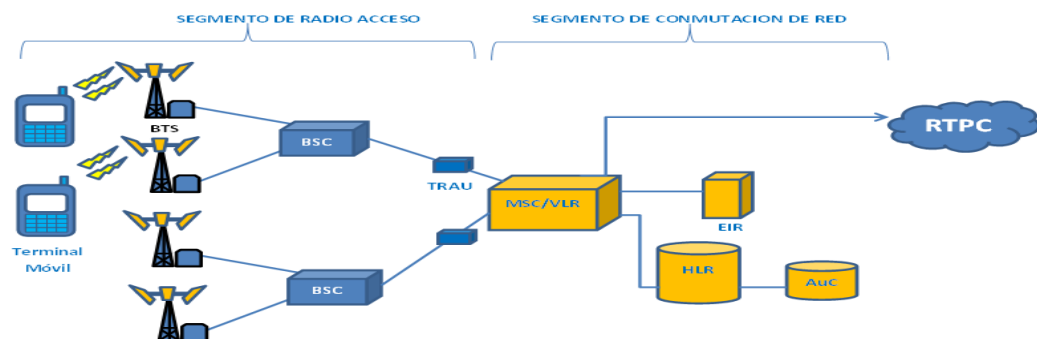 SEGMENTO DE RADIO ACCESO
SEGMENTO DE CONMUTACION DE RED
BTS
BSC
RTPC
TRAU
MSC/VLR
EIR
Terminal
Móvil
HLR
BSC
AuC